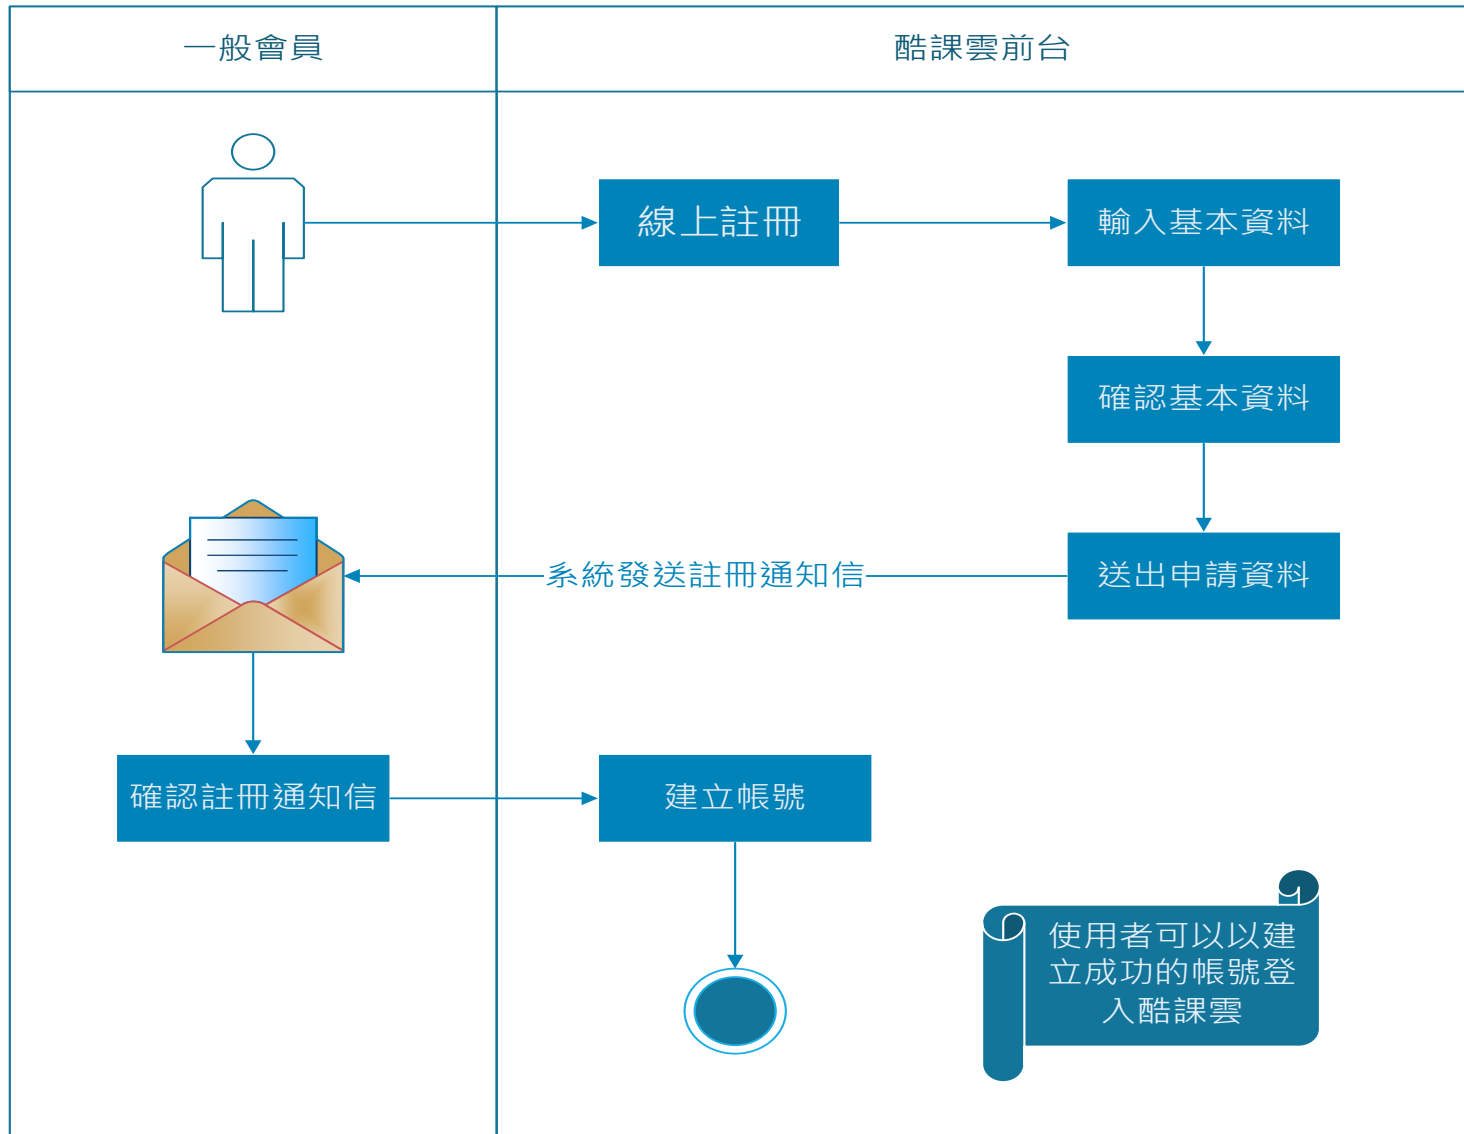 一般會員
酷課雲前台
線上註冊
輸入基本資料
確認基本資料
系統發送註冊通知信
送出申請資料
確認註冊通知信
建立帳號
使用者可以以建
立成功的帳號登
入酷課雲